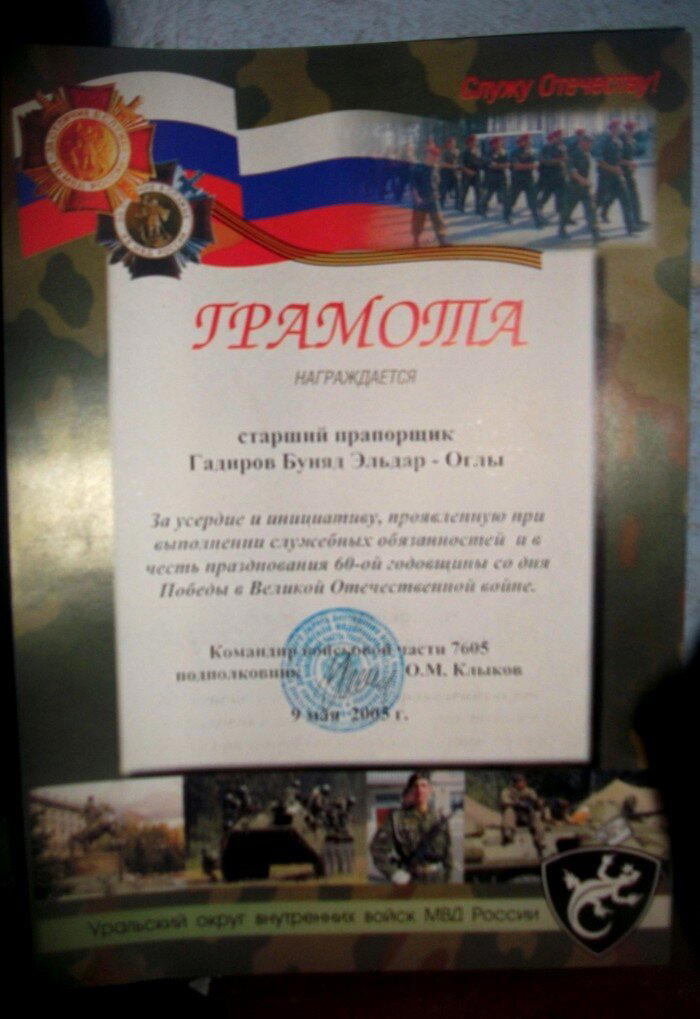 Служу Отечеству!
ГРАМОТА
НАГРАЖДАЕТСЯ
старший прапорщик
Гадиров Буняд Эльдар - Оглы
За усердие и инициативу, проявленную при
выполнении служебных обязанностей и в
честь празднования 60-ой годовщины со дня
Победы в Великой Отечественной войне.
Командир войсковой части 7605
подполковник О.М. Клыков
9 мая 2005 г.
Уральский округ внутренних войск МВД России